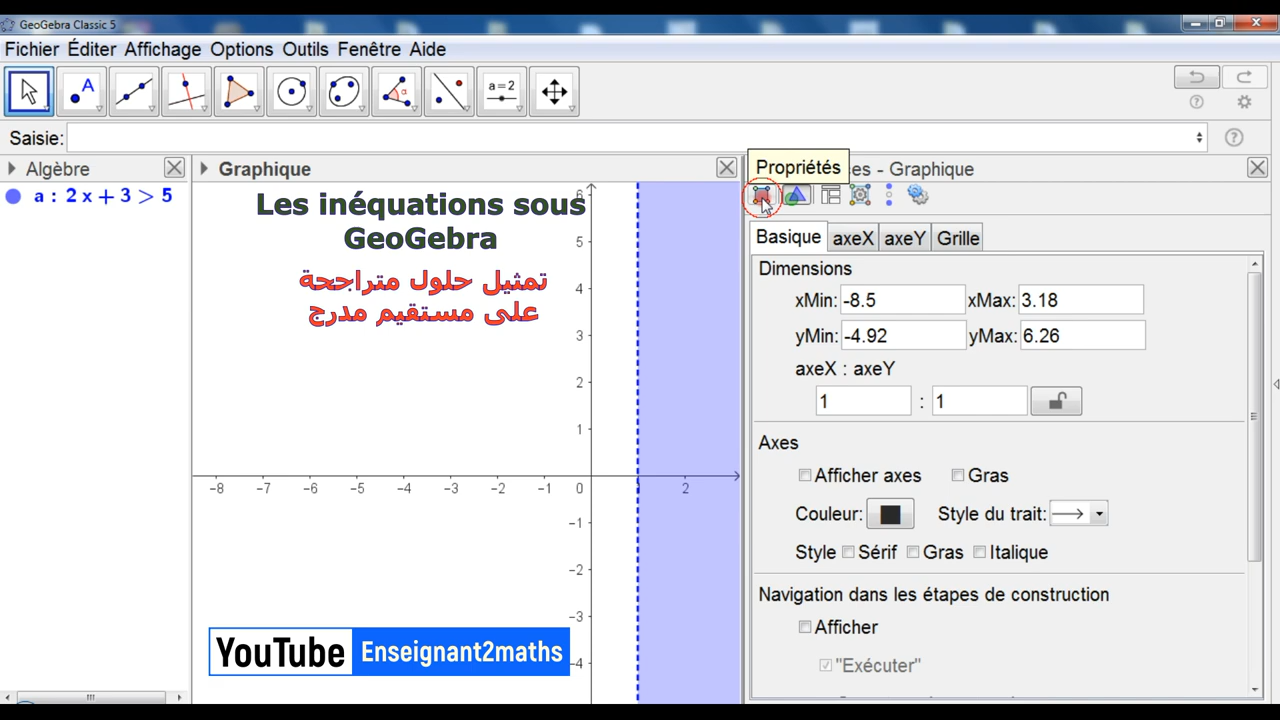 GeoGebra Classic 5
Fichier Éditer Affichage Options Outils Fenêtre Aide
A
α
a = 2
Saisie:
Algèbre
Graphique
Propriétés
es - Graphique
a : 2 x + 3 > 5
Les inéquations sous
GeoGebra
تمثيل حلول متراجحة
على مستقيم مدرج
6
5
4
3
2
1
-8 -7 -6 -5 -4 -3 -2 -1 0 2
-1
-2
-3
-4
YouTube Enseignant2maths
Basique axeX axeY Grille
Dimensions
xMin: -8.5 xMax: 3.18
yMin: -4.92 yMax: 6.26
axeX : axeY
1 : 1
Axes
Afficher axes Gras
Couleur: Style du trait:
Style Sérif Gras Italique
Navigation dans les étapes de construction
Afficher
"Exécuter"